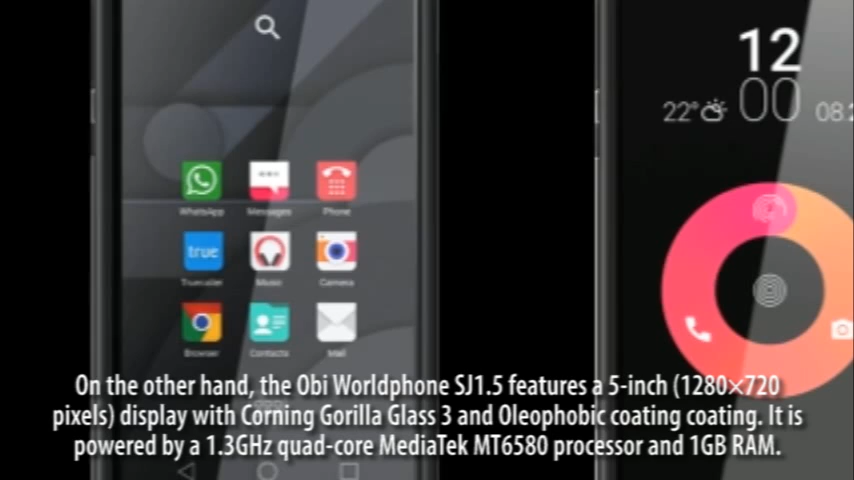 12
00
22°
08:2
WhatsApp Messages Phone
true
Truecaller Music Camera
Browser Contacts Mail
On the other hand, the Obi Worldphone SJ1.5 features a 5-inch (1280×720
pixels) display with Corning Gorilla Glass 3 and Oleophobic coating coating. It is
powered by a 1.3GHz quad-core MediaTek MT6580 processor and 1GB RAM.